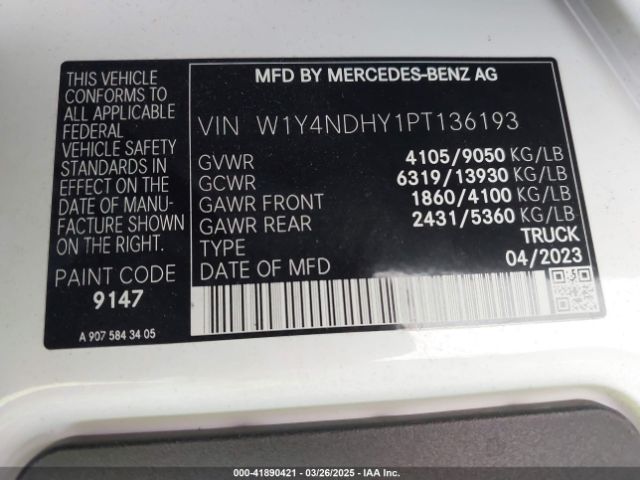 THIS VEHICLE
CONFORMS TO
ALL APPLICABLE
FEDERAL
VEHICLE SAFETY
STANDARDS IN
EFFECT ON THE
DATE OF MANU-
FACTURE SHOWN
ON THE RIGHT.
PAINT CODE
9147
A 907 584 34 05
MFD BY MERCEDES-BENZ AG
VIN W1Y4NDHY1PT136193
GVWR 4105/9050 KG/LB
GCWR 6319/13930 KG/LB
GAWR FRONT 1860/4100 KG/LB
GAWR REAR 2431/5360 KG/LB
TYPE TRUCK
DATE OF MFD 04/2023
5
000-41890421 | 03/26/2025 | IAA Inc.